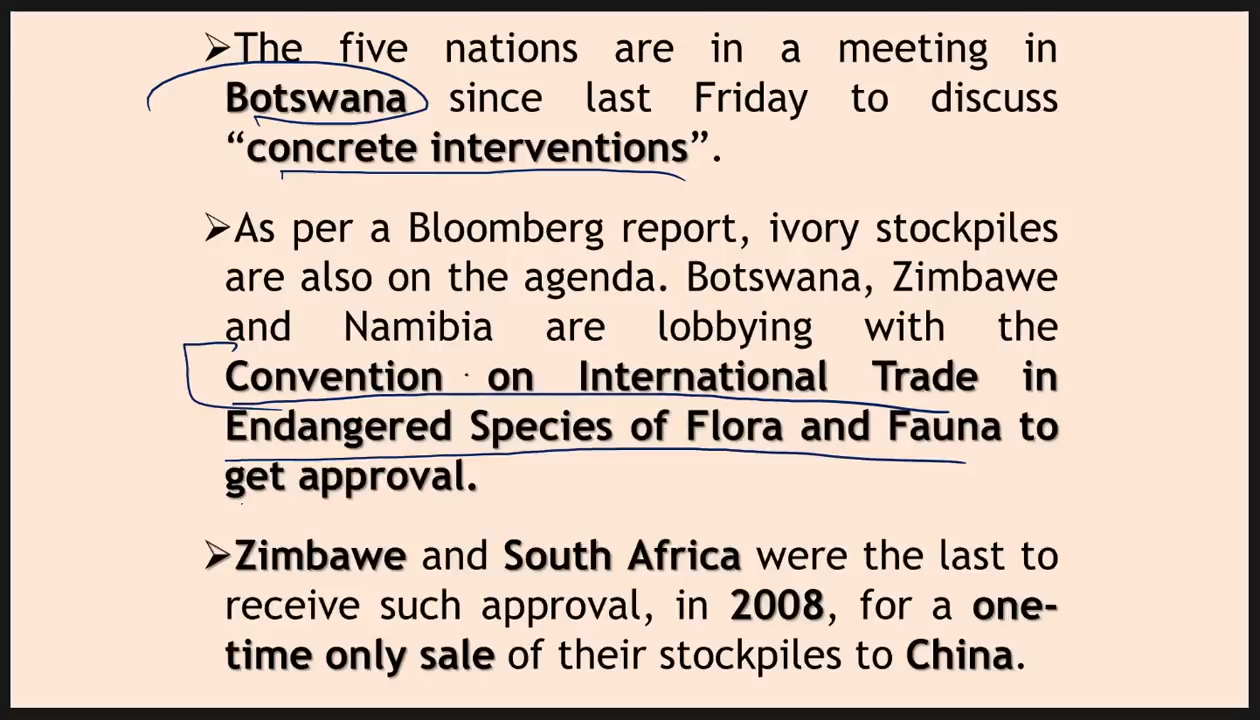 ➢The five nations are in a meeting in
Botswana since last Friday to discuss
“concrete interventions”.
➢As per a Bloomberg report, ivory stockpiles
are also on the agenda. Botswana, Zimbawe
and Namibia are lobbying with the
Convention on International Trade in
Endangered Species of Flora and Fauna to
get approval.
➢Zimbawe and South Africa were the last to
receive such approval, in 2008, for a one-
time only sale of their stockpiles to China.